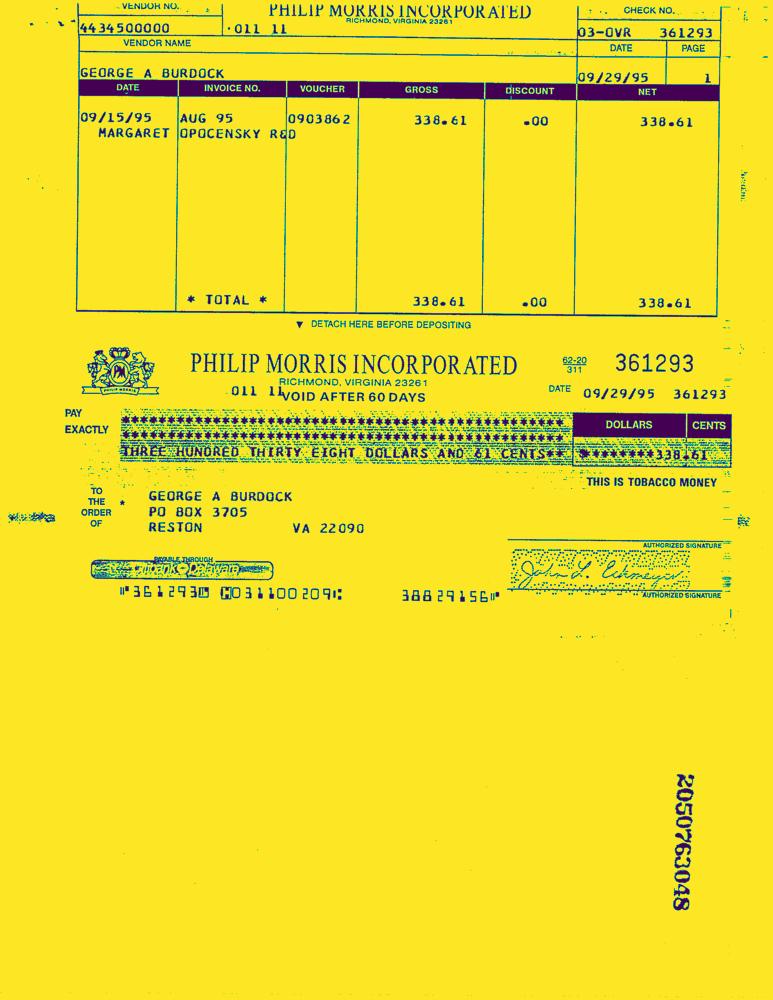 VENDOR NO. PHILIP MORRIS INCORPORATED CHECK NO.
RICHMOND, VIRGINIA 23261
4434500000 011 11 03-OVR 361293
VENDOR NAME DATE PAGE
GEORGE A BURDOCK 09/29/95 1
DATE INVOICE NO. VOUCHER GROSS DISCOUNT NET
09/15/95 AUG 95 0903862 338.61 .00 338.61
MARGARET OPOCENSKY R&D
* TOTAL * 338.61 .00 338.61
▼ DETACH HERE BEFORE DEPOSITING
PM
PHILIP MORRIS INCORPORATED 62-20 361293
311
RICHMOND, VIRGINIA 23261
011 11 VOID AFTER 60 DAYS DATE 09/29/95 361293
PAY
EXACTLY DOLLARS CENTS
THREE HUNDRED THIRTY EIGHT DOLLARS AND 61 CENTS** $********338.61
THIS IS TOBACCO MONEY
TO THE ORDER OF * GEORGE A BURDOCK
PO BOX 3705
RESTON VA 22090
AUTHORIZED SIGNATURE
PAYABLE THROUGH
Citibank Delaware
AUTHORIZED SIGNATURE
⑈361293⑈ ⑆031100209⑆ 38829156⑈
2050763048